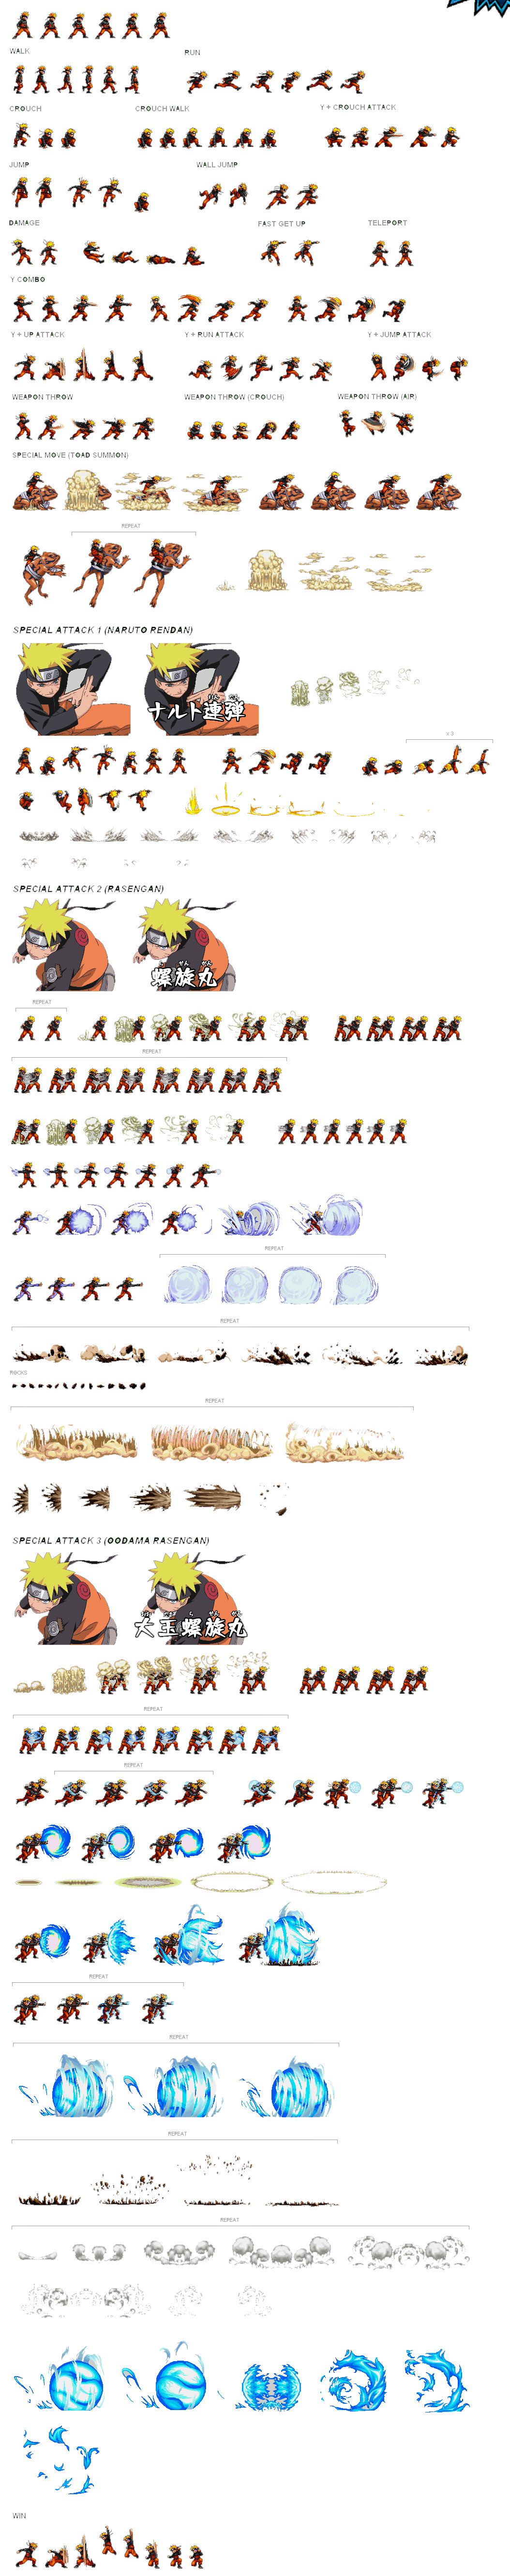 WALK
RUN
CROUCH
CROUCH WALK
Y + CROUCH ATTACK
JUMP
WALL JUMP
DAMAGE
FAST GET UP
TELEPORT
Y COMBO
Y + UP ATTACK
Y + RUN ATTACK
Y + JUMP ATTACK
WEAPON THROW
WEAPON THROW (CROUCH)
WEAPON THROW (AIR)
SPECIAL MOVE (TOAD SUMMON)
REPEAT
SPECIAL ATTACK 1 (NARUTO RENDAN)
ナルト連弾
SPECIAL ATTACK 2 (RASENGAN)
螺旋丸
REPEAT
REPEAT
REPEAT
REPEAT
ROCKS
REPEAT
SPECIAL ATTACK 3 (OODAMA RASENGAN)
大玉螺旋丸
REPEAT
REPEAT
REPEAT
REPEAT
REPEAT
REPEAT
WIN